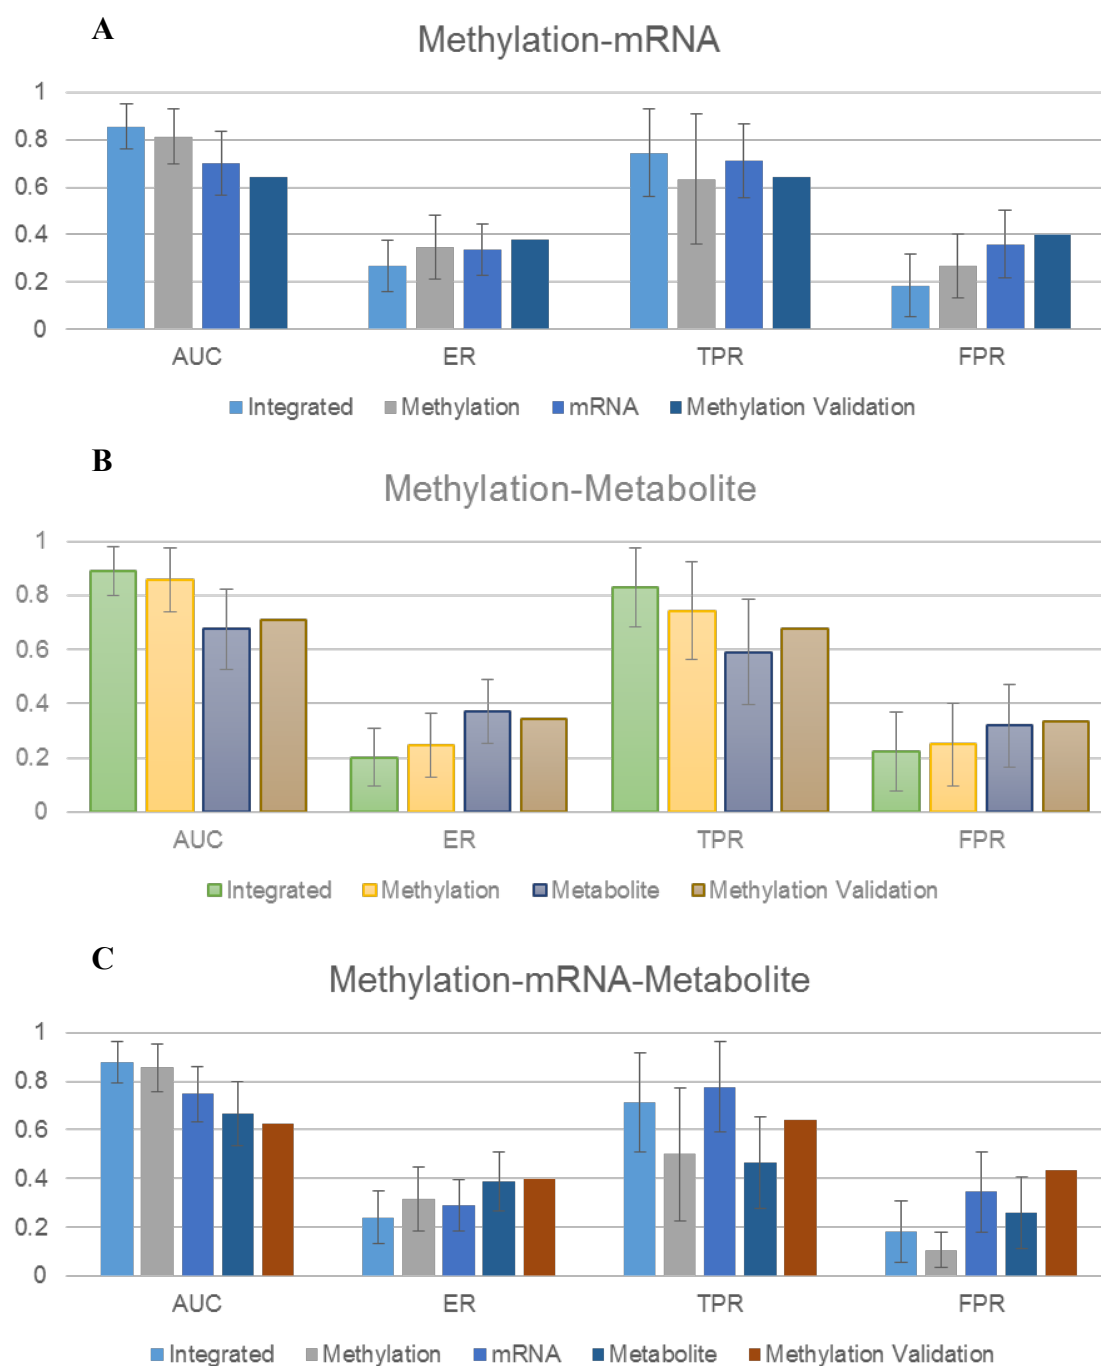 A
Methylation-mRNA
1
0.8
0.6
0.4
0.2
0
AUC ER TPR FPR
Integrated Methylation mRNA Methylation Validation
B
Methylation-Metabolite
1
0.8
0.6
0.4
0.2
0
AUC ER TPR FPR
Integrated Methylation Metabolite Methylation Validation
C
Methylation-mRNA-Metabolite
1
0.8
0.6
0.4
0.2
0
AUC ER TPR FPR
Integrated Methylation mRNA Metabolite Methylation Validation